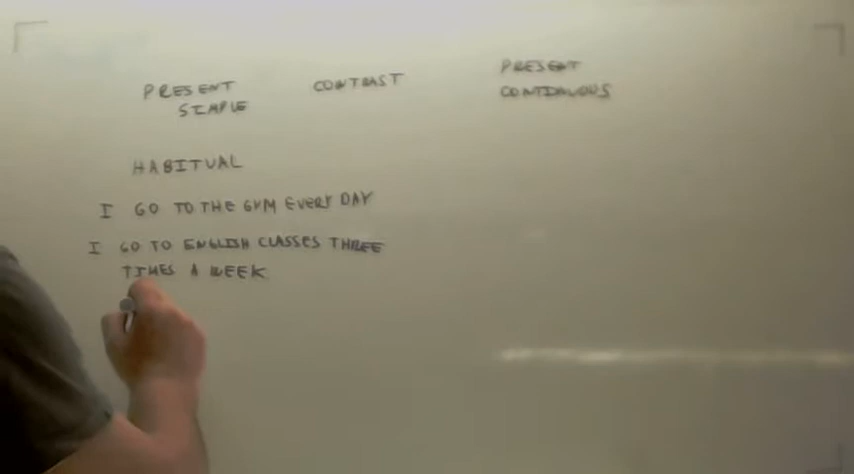 PRESENT SIMPLE
CONTRAST
PRESENT CONTINUOUS
HABITUAL
I GO TO THE GYM EVERY DAY
I GO TO ENGLISH CLASSES THREE
TIMES A WEEK